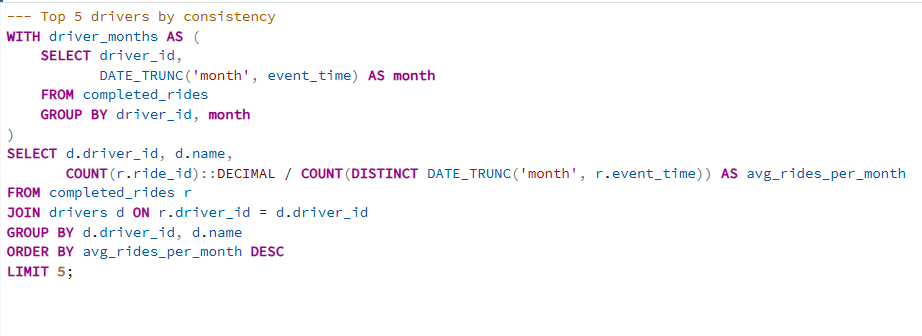 --- Top 5 drivers by consistency
WITH driver_months AS (
    SELECT driver_id,
           DATE_TRUNC('month', event_time) AS month
    FROM completed_rides
    GROUP BY driver_id, month
)
SELECT d.driver_id, d.name,
       COUNT(r.ride_id)::DECIMAL / COUNT(DISTINCT DATE_TRUNC('month', r.event_time)) AS avg_rides_per_month
FROM completed_rides r
JOIN drivers d ON r.driver_id = d.driver_id
GROUP BY d.driver_id, d.name
ORDER BY avg_rides_per_month DESC
LIMIT 5;